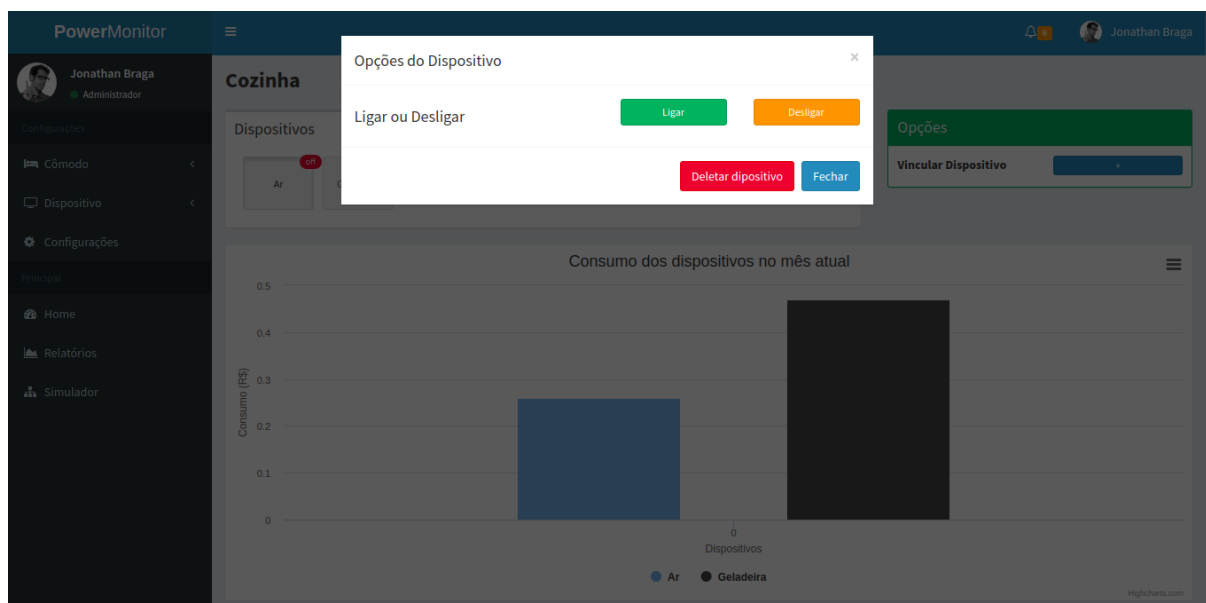 PowerMonitor
6
Jonathan Braga
Jonathan Braga
Administrador
Configurações
Cômodo
Dispositivo
Configurações
Principal
Home
Relatórios
Simulador
Cozinha
Opções do Dispositivo
×
Ligar ou Desligar
Ligar
Desligar
Deletar dipositivo
Fechar
Dispositivos
off
Ar
Opções
Vincular Dispositivo
+
Consumo dos dispositivos no mês atual
Consumo (R$)
0.5
0.4
0.3
0.2
0.1
0
0
Dispositivos
Ar
Geladeira
Highcharts.com